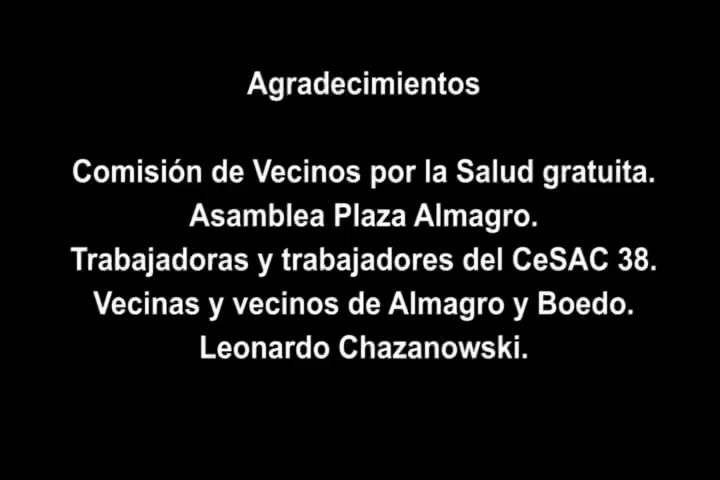 Agradecimientos
Comisión de Vecinos por la Salud gratuita.
Asamblea Plaza Almagro.
Trabajadoras y trabajadores del CeSAC 38.
Vecinas y vecinos de Almagro y Boedo.
Leonardo Chazanowski.